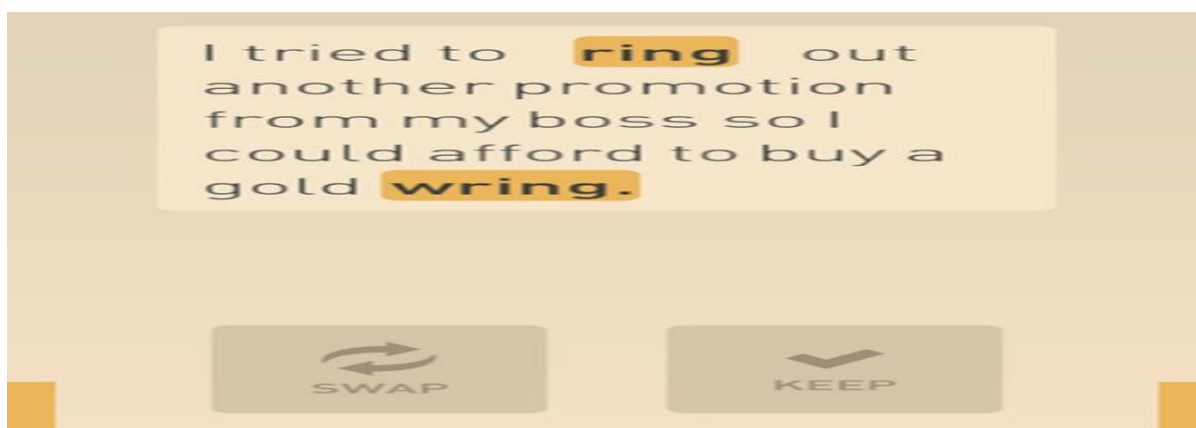 I tried to ring out
another promotion
from my boss so I
could afford to buy a
gold wring.
SWAP KEEP